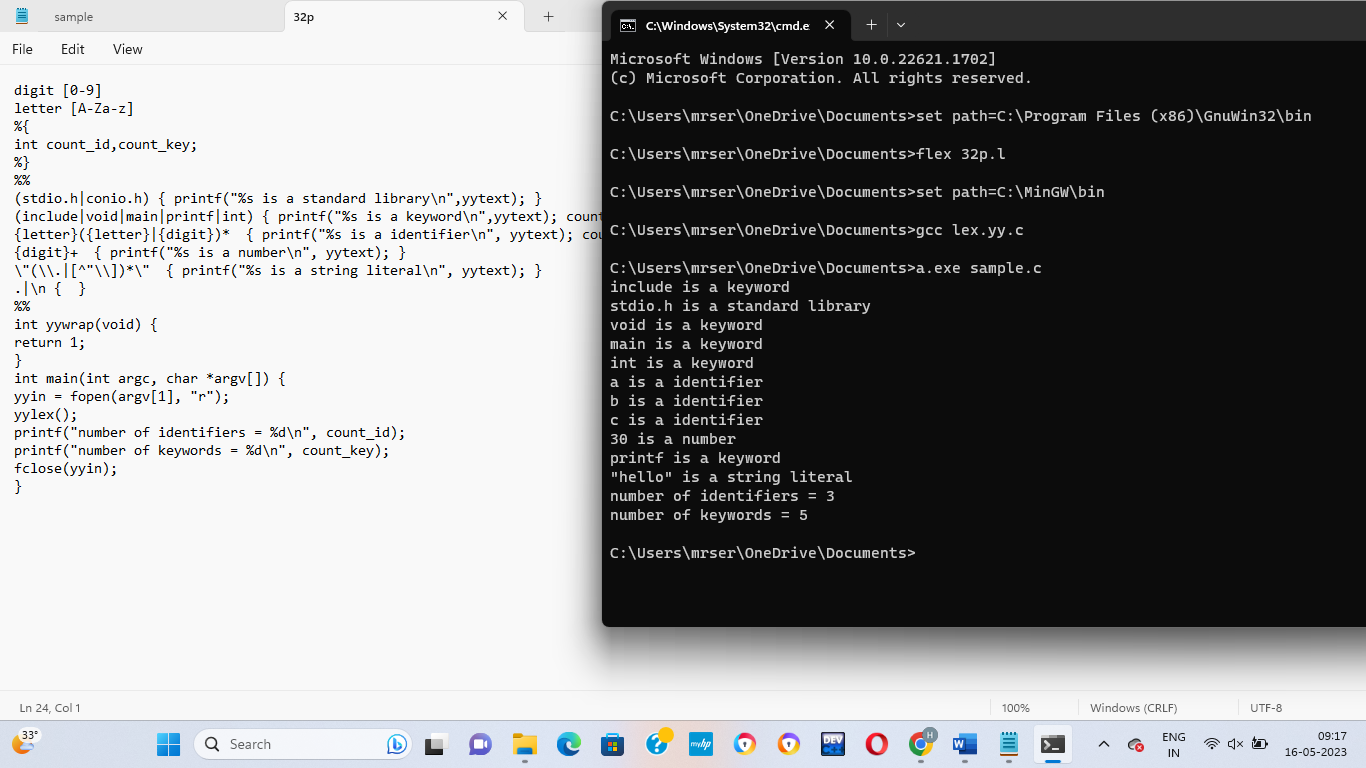 sample
32p
File Edit View
digit [0-9]
letter [A-Za-z]
%{
int count_id,count_key;
%}
%%
(stdio.h|conio.h) { printf("%s is a standard library\n",yytext); }
(include|void|main|printf|int) { printf("%s is a keyword\n",yytext); coun
{letter}({letter}|{digit})*  { printf("%s is a identifier\n", yytext); cou
{digit}+  { printf("%s is a number\n", yytext); }
\"(\\.|[^"\\])*\"  { printf("%s is a string literal\n", yytext); }
.|\n {  }
%%
int yywrap(void) {
return 1;
}
int main(int argc, char *argv[]) {
yyin = fopen(argv[1], "r");
yylex();
printf("number of identifiers = %d\n", count_id);
printf("number of keywords = %d\n", count_key);
fclose(yyin);
}
Ln 24, Col 1
100%
Windows (CRLF)
UTF-8
C:\Windows\System32\cmd.e
Microsoft Windows [Version 10.0.22621.1702]
(c) Microsoft Corporation. All rights reserved.
C:\Users\mrser\OneDrive\Documents>set path=C:\Program Files (x86)\GnuWin32\bin
C:\Users\mrser\OneDrive\Documents>flex 32p.l
C:\Users\mrser\OneDrive\Documents>set path=C:\MinGW\bin
C:\Users\mrser\OneDrive\Documents>gcc lex.yy.c
C:\Users\mrser\OneDrive\Documents>a.exe sample.c
include is a keyword
stdio.h is a standard library
void is a keyword
main is a keyword
int is a keyword
a is a identifier
b is a identifier
c is a identifier
30 is a number
printf is a keyword
"hello" is a string literal
number of identifiers = 3
number of keywords = 5
C:\Users\mrser\OneDrive\Documents>
33°
Search
myhp
DEV
H
ENG
IN
09:17
16-05-2023